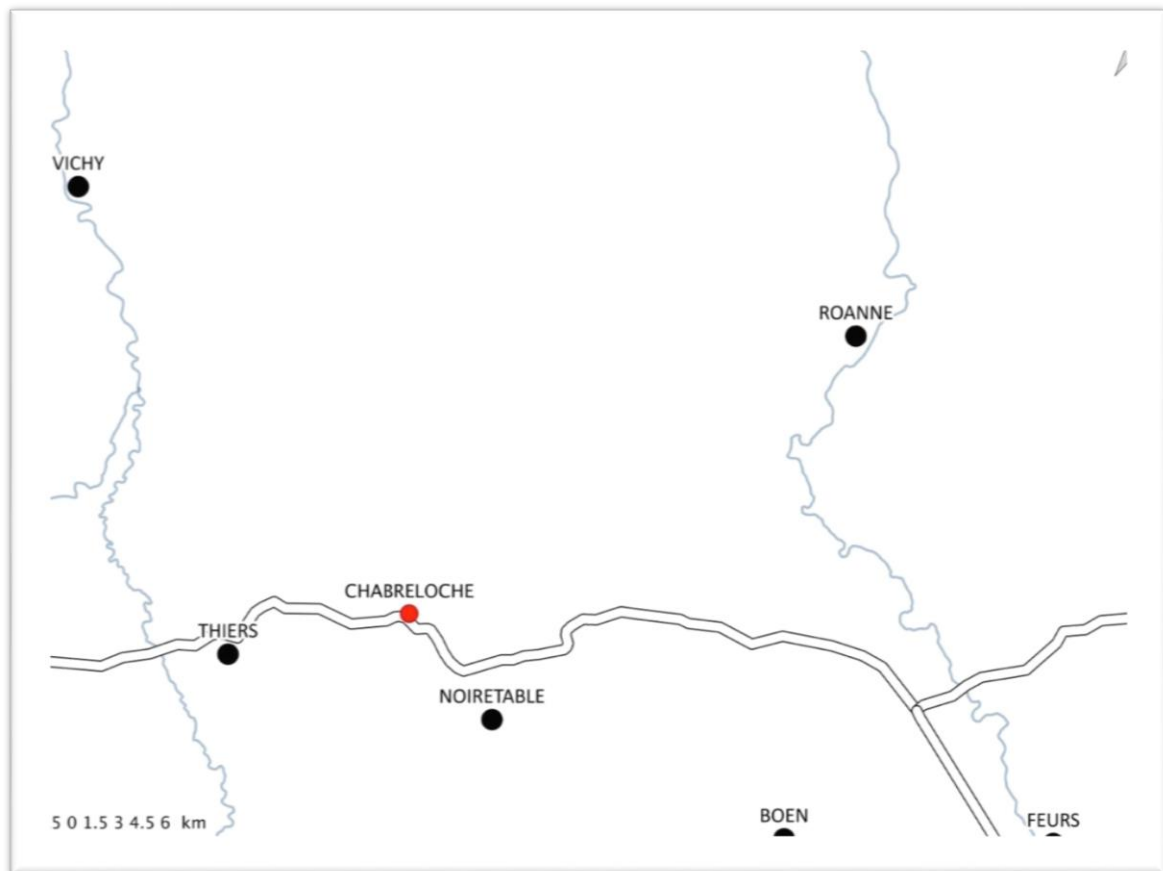 VICHY
ROANNE
CHABRELOCHE
THIERS
NOIRETABLE
BOEN
FEURS
5 0 1.5 3 4.5 6 km